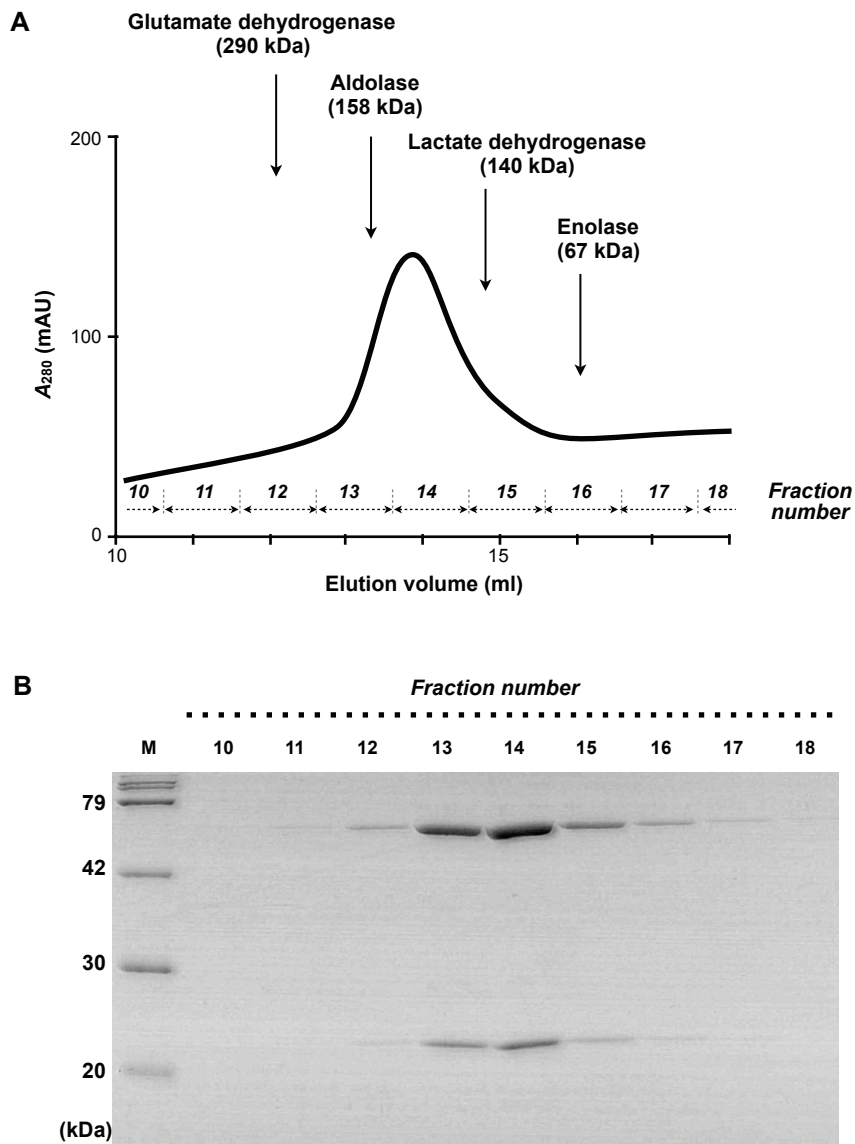 A
Glutamate dehydrogenase
(290 kDa)
Aldolase
(158 kDa)
Lactate dehydrogenase
(140 kDa)
Enolase
(67 kDa)
200
100
0
A280 (mAU)
10 11 12 13 14 15 16 17 18
Fraction
number
10 15
Elution volume (ml)
B
Fraction number
M 10 11 12 13 14 15 16 17 18
79
42
30
20
(kDa)